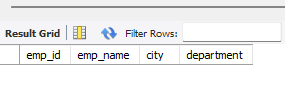 Result Grid Filter Rows:
emp_id emp_name city department